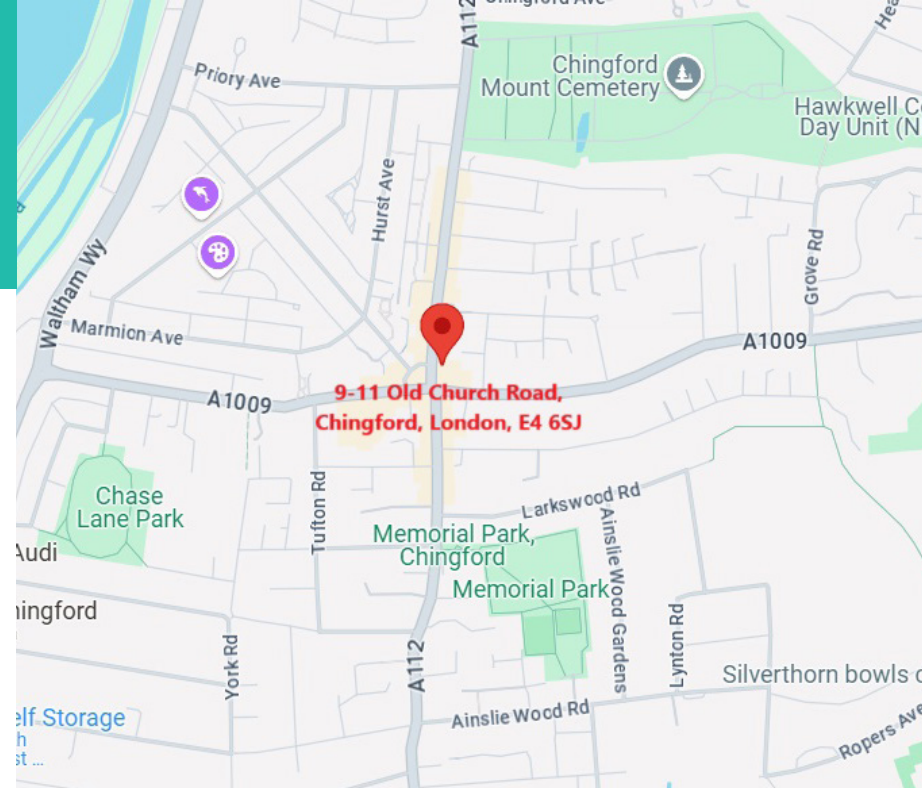 Chingford Ave
A112
Priory Ave
Chingford
Mount Cemetery
Hawkwell C
Day Unit (N
Hurst Ave
Grove Rd
Waltham Wy
Marmion Ave
A1009
A1009
9-11 Old Church Road,
Chingford, London, E4 6SJ
Chase
Lane Park
Tufton Rd
Larkswood Rd
Memorial Park,
Chingford
Memorial Park
Ainslie Wood Gardens
Audi
hingford
York Rd
A112
Lynton Rd
Silverthorn bowls c
elf Storage
h
st ...
Ainslie Wood Rd
Ropers Ave